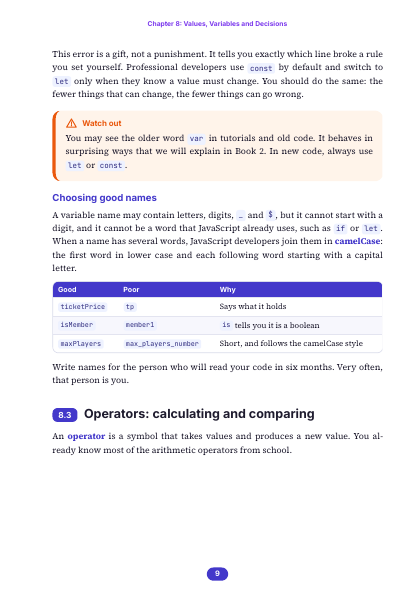 Chapter 8: Values, Variables and Decisions
This error is a gift, not a punishment. It tells you exactly which line broke a rule
you set yourself. Professional developers use const by default and switch to
let only when they know a value must change. You should do the same: the
fewer things that can change, the fewer things can go wrong.
Watch out
You may see the older word var in tutorials and old code. It behaves in
surprising ways that we will explain in Book 2. In new code, always use
let or const.
Choosing good names
A variable name may contain letters, digits, _ and $, but it cannot start with a
digit, and it cannot be a word that JavaScript already uses, such as if or let.
When a name has several words, JavaScript developers join them in camelCase:
the first word in lower case and each following word starting with a capital
letter.
Good Poor Why
ticketPrice tp Says what it holds
isMember member1 is tells you it is a boolean
maxPlayers max_players_number Short, and follows the camelCase style
Write names for the person who will read your code in six months. Very often,
that person is you.
8.3 Operators: calculating and comparing
An operator is a symbol that takes values and produces a new value. You al-
ready know most of the arithmetic operators from school.
9